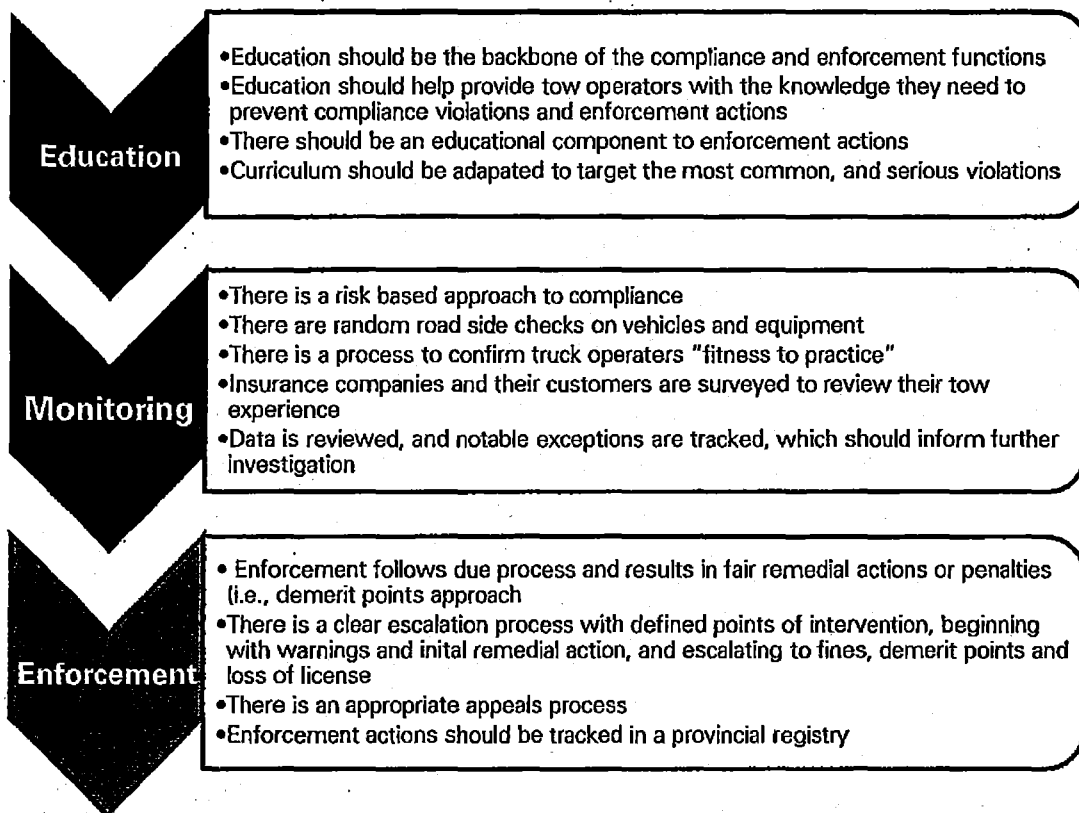 Education
•Education should be the backbone of the compliance and enforcement functions
•Education should help provide tow operators with the knowledge they need to
prevent compliance violations and enforcement actions
•There should be an educational component to enforcement actions
•Curriculum should be adapated to target the most common, and serious violations
Monitoring
•There is a risk based approach to compliance
•There are random road side checks on vehicles and equipment
•There is a process to confirm truck operaters "fitness to practice"
•Insurance companies and their customers are surveyed to review their tow
experience
•Data is reviewed, and notable exceptions are tracked, which should inform further
investigation
Enforcement
• Enforcement follows due process and results in fair remedial actions or penalties
(i.e., demerit points approach
•There is a clear escalation process with defined points of intervention, beginning
with warnings and inital remedial action, and escalating to fines, demerit points and
loss of license
•There is an appropriate appeals process
•Enforcement actions should be tracked in a provincial registry